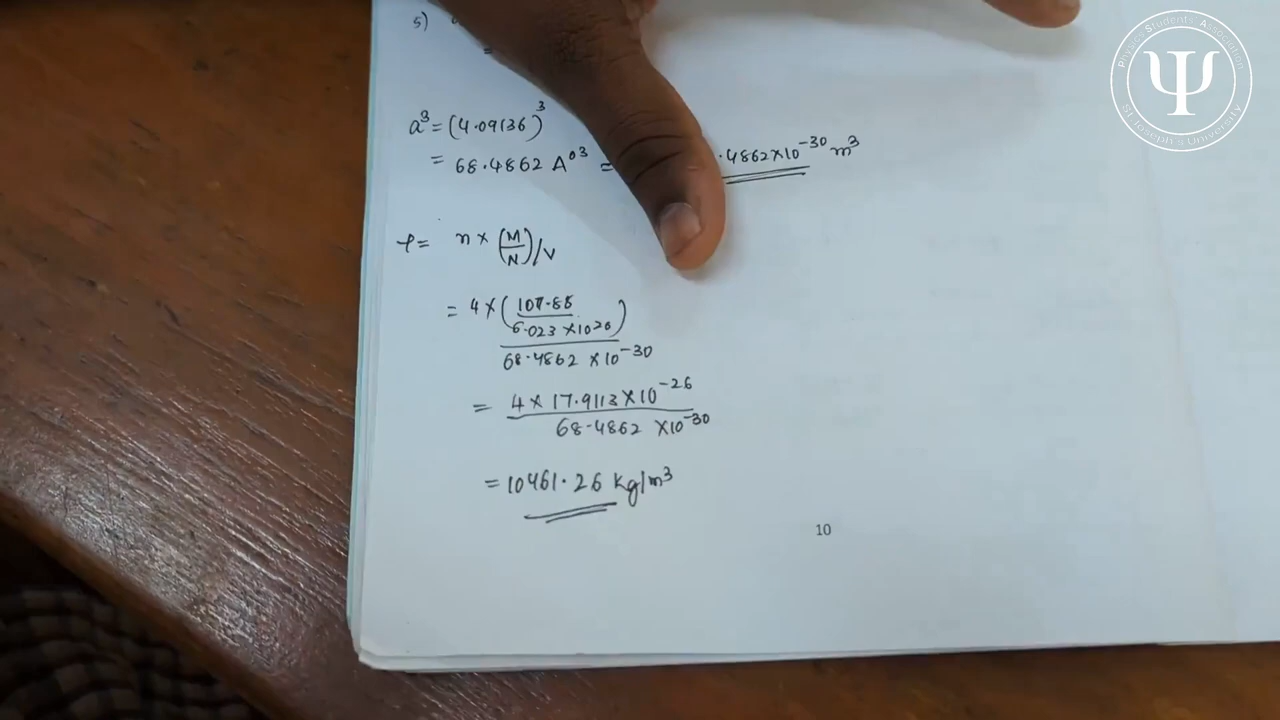 Physics Students' Association
Ψ
St Joseph's University
5)
=
a³ = (4.09136)³
= 68.4862 A°³ = .4862×10⁻³⁰ m³
ρ = n × (M/N)/V
= 4 × (107.88/6.023 ×10²⁶)
68.4862 ×10⁻³⁰
= 4 × 17.9113×10⁻²⁶
68.4862 ×10⁻³⁰
= 10461.26 Kg/m³
10